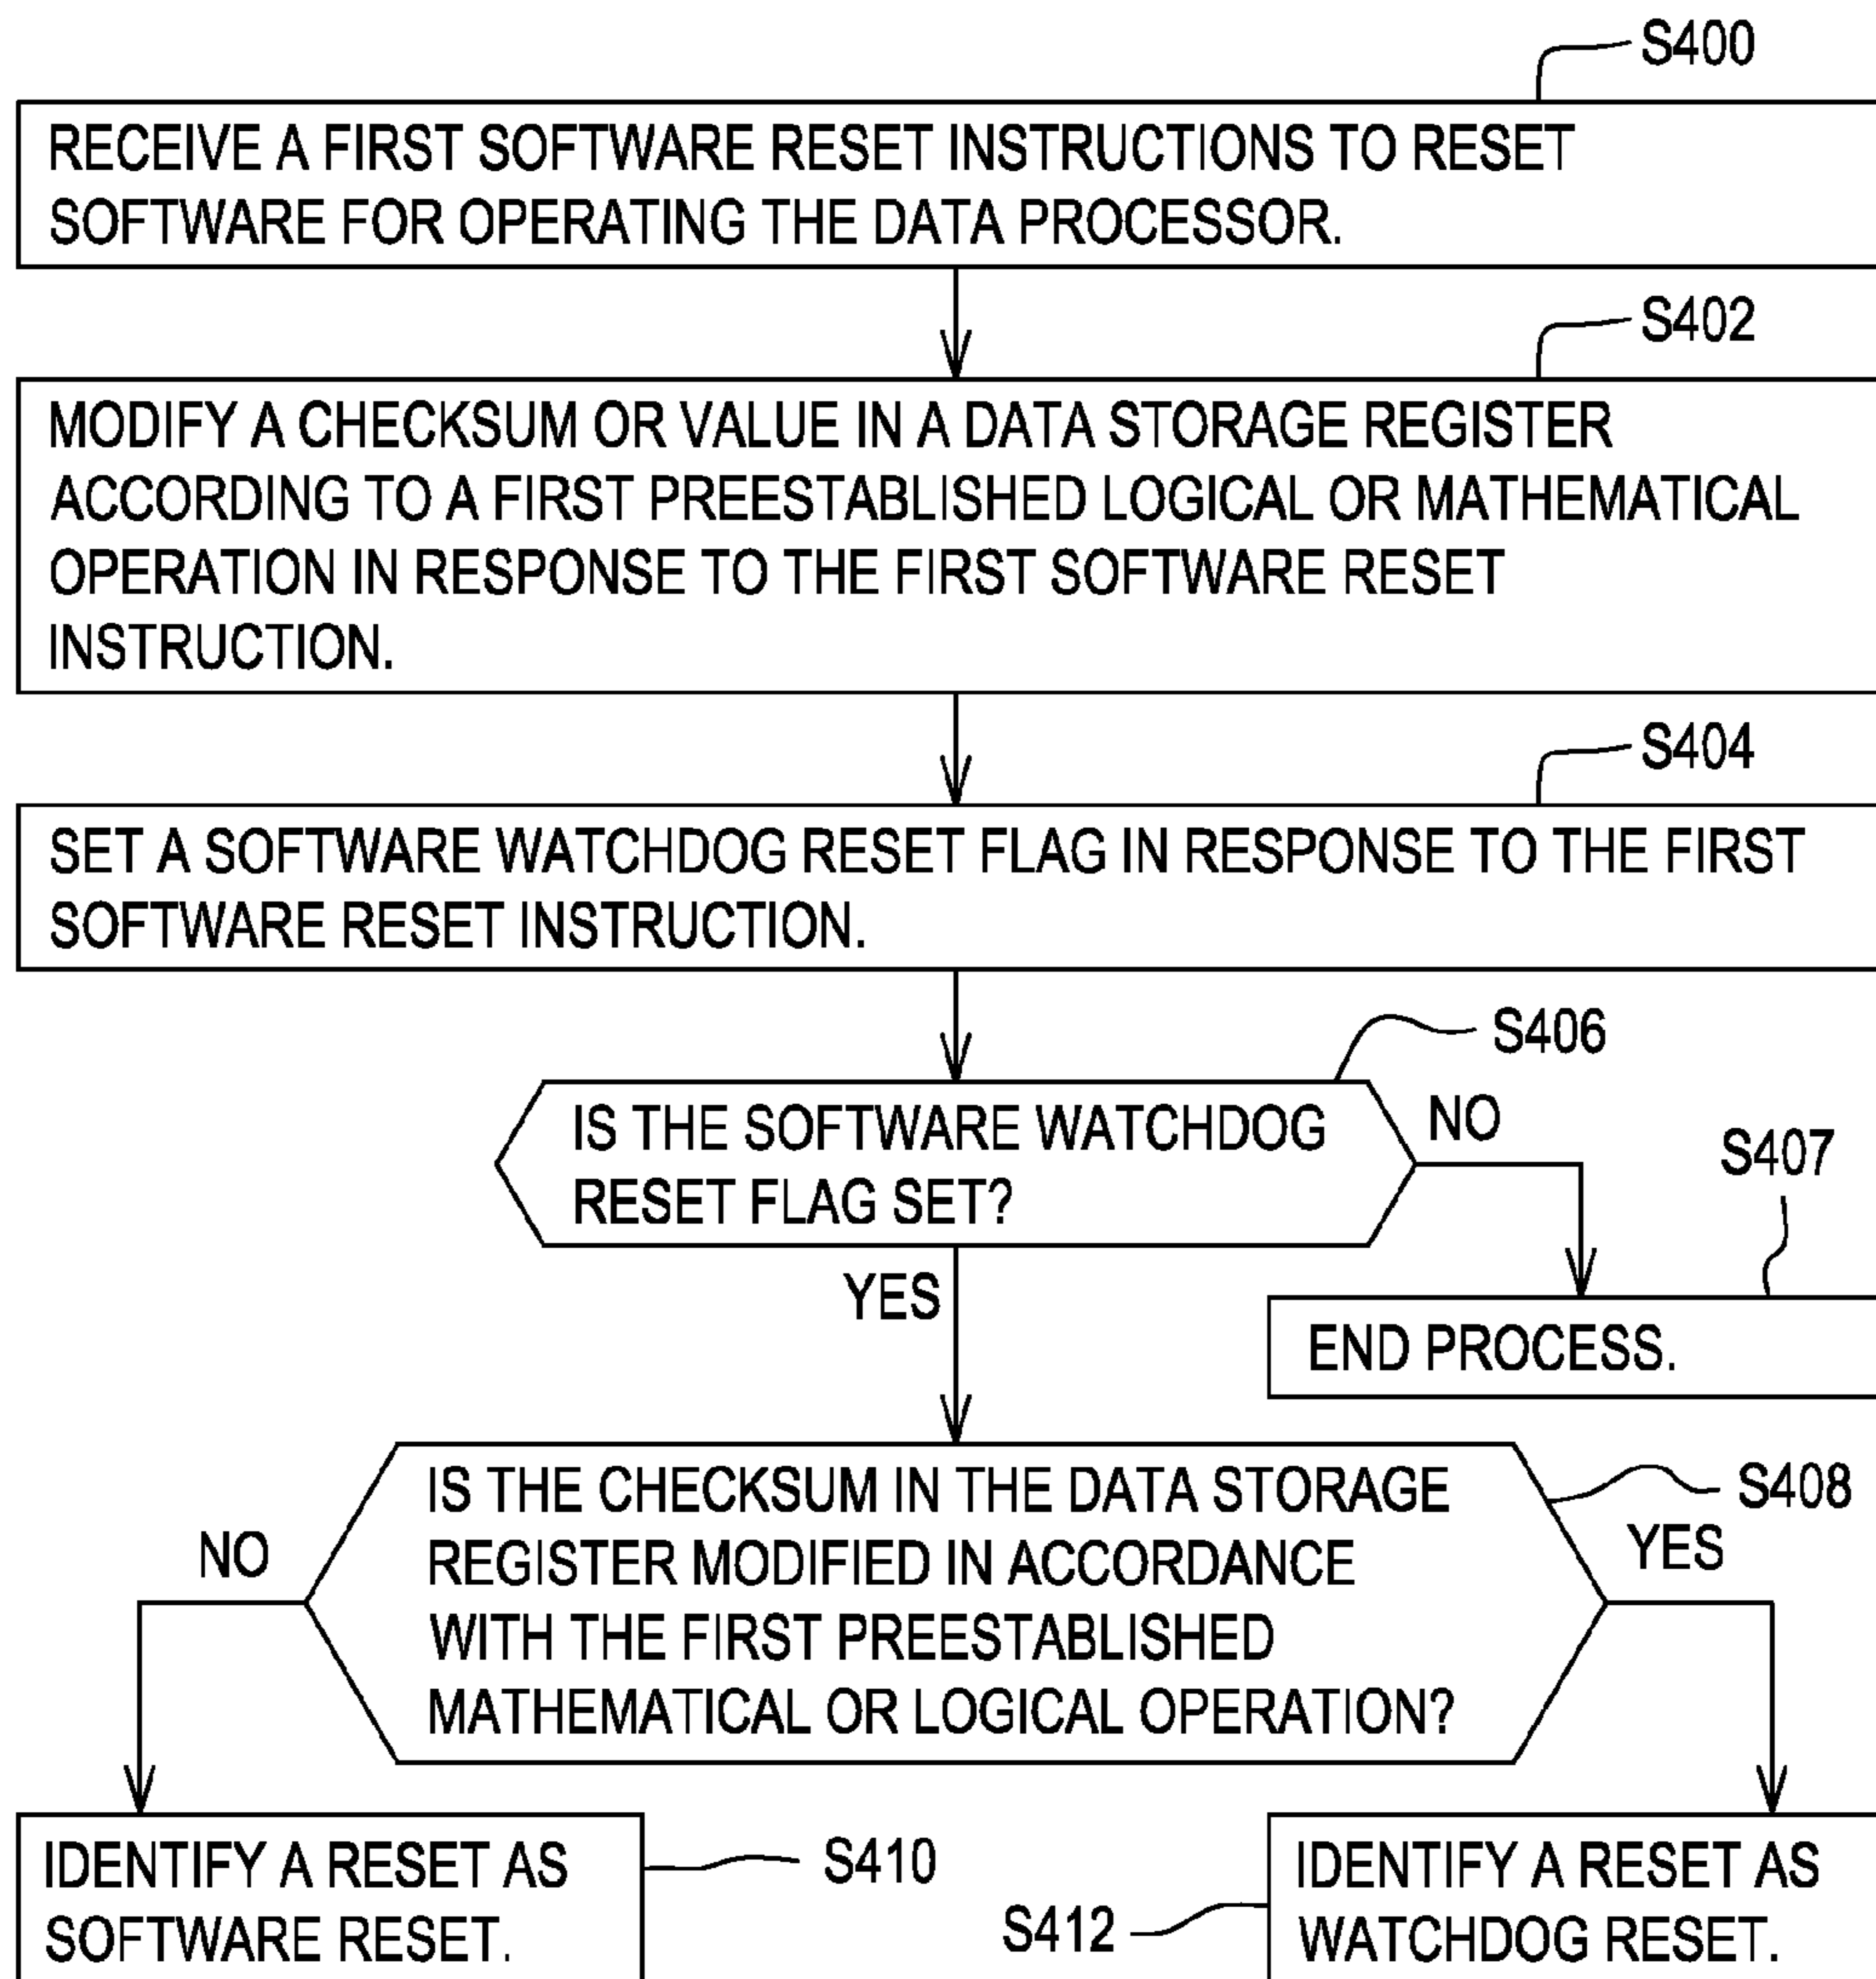 S400
RECEIVE A FIRST SOFTWARE RESET INSTRUCTIONS TO RESET
SOFTWARE FOR OPERATING THE DATA PROCESSOR.
S402
MODIFY A CHECKSUM OR VALUE IN A DATA STORAGE REGISTER
ACCORDING TO A FIRST PREESTABLISHED LOGICAL OR MATHEMATICAL
OPERATION IN RESPONSE TO THE FIRST SOFTWARE RESET
INSTRUCTION.
S404
SET A SOFTWARE WATCHDOG RESET FLAG IN RESPONSE TO THE FIRST
SOFTWARE RESET INSTRUCTION.
S406
IS THE SOFTWARE WATCHDOG
RESET FLAG SET?
NO
S407
YES
END PROCESS.
IS THE CHECKSUM IN THE DATA STORAGE
REGISTER MODIFIED IN ACCORDANCE
WITH THE FIRST PREESTABLISHED
MATHEMATICAL OR LOGICAL OPERATION?
S408
NO
YES
IDENTIFY A RESET AS
SOFTWARE RESET.
S410
S412
IDENTIFY A RESET AS
WATCHDOG RESET.